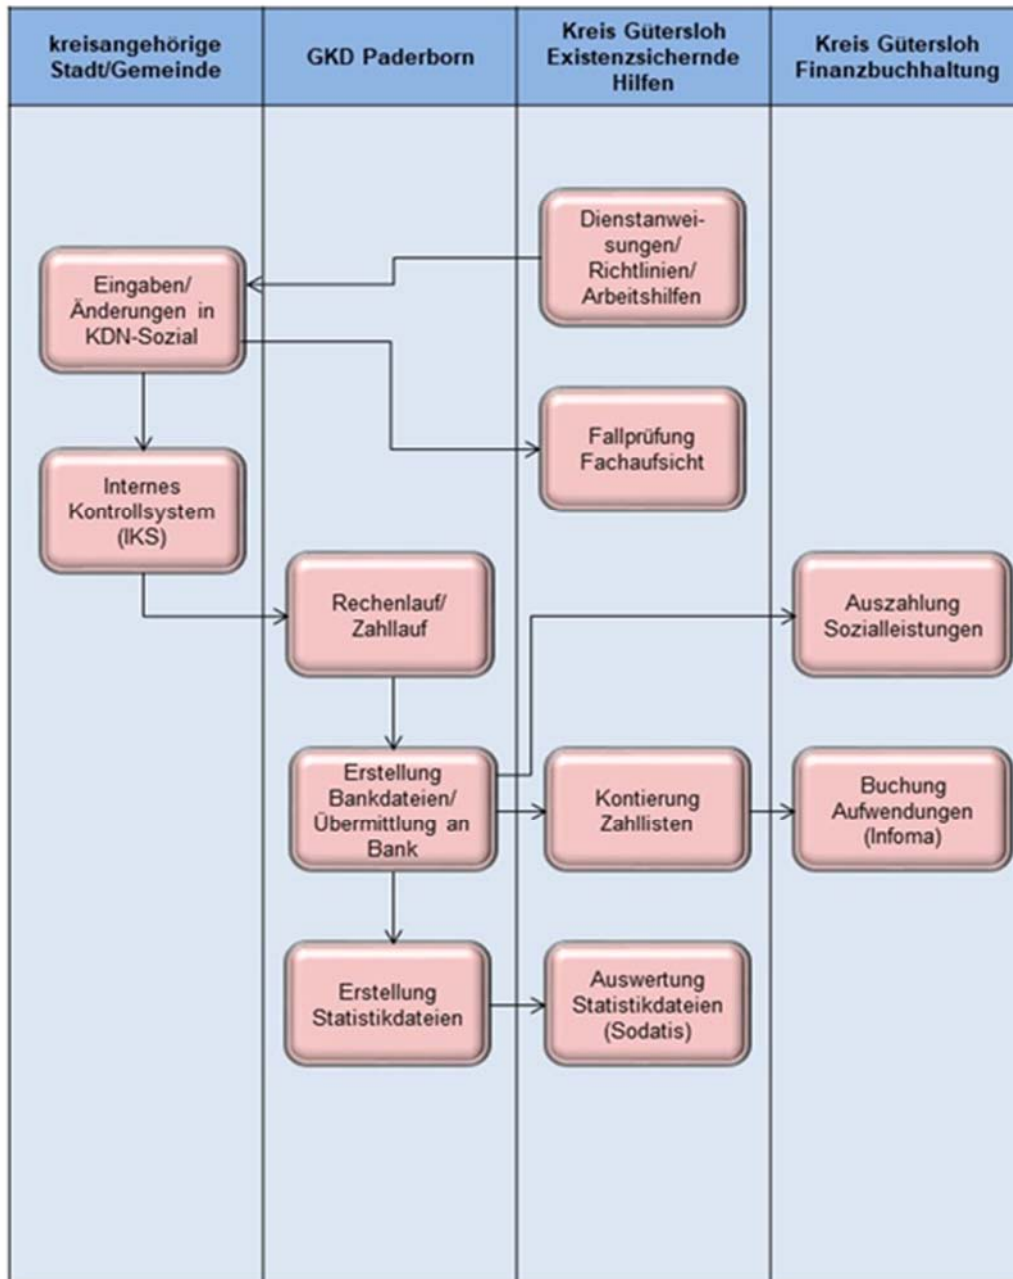 kreisangehörige
Stadt/Gemeinde
GKD Paderborn
Kreis Gütersloh
Existenzsichernde
Hilfen
Kreis Gütersloh
Finanzbuchhaltung
Dienstanwei-
sungen/
Richtlinien/
Arbeitshilfen
Eingaben/
Änderungen in
KDN-Sozial
Fallprüfung
Fachaufsicht
Internes
Kontrollsystem
(IKS)
Rechenlauf/
Zahllauf
Auszahlung
Sozialleistungen
Erstellung
Bankdateien/
Übermittlung an
Bank
Kontierung
Zahllisten
Buchung
Aufwendungen
(Infoma)
Erstellung
Statistikdateien
Auswertung
Statistikdateien
(Sodatis)